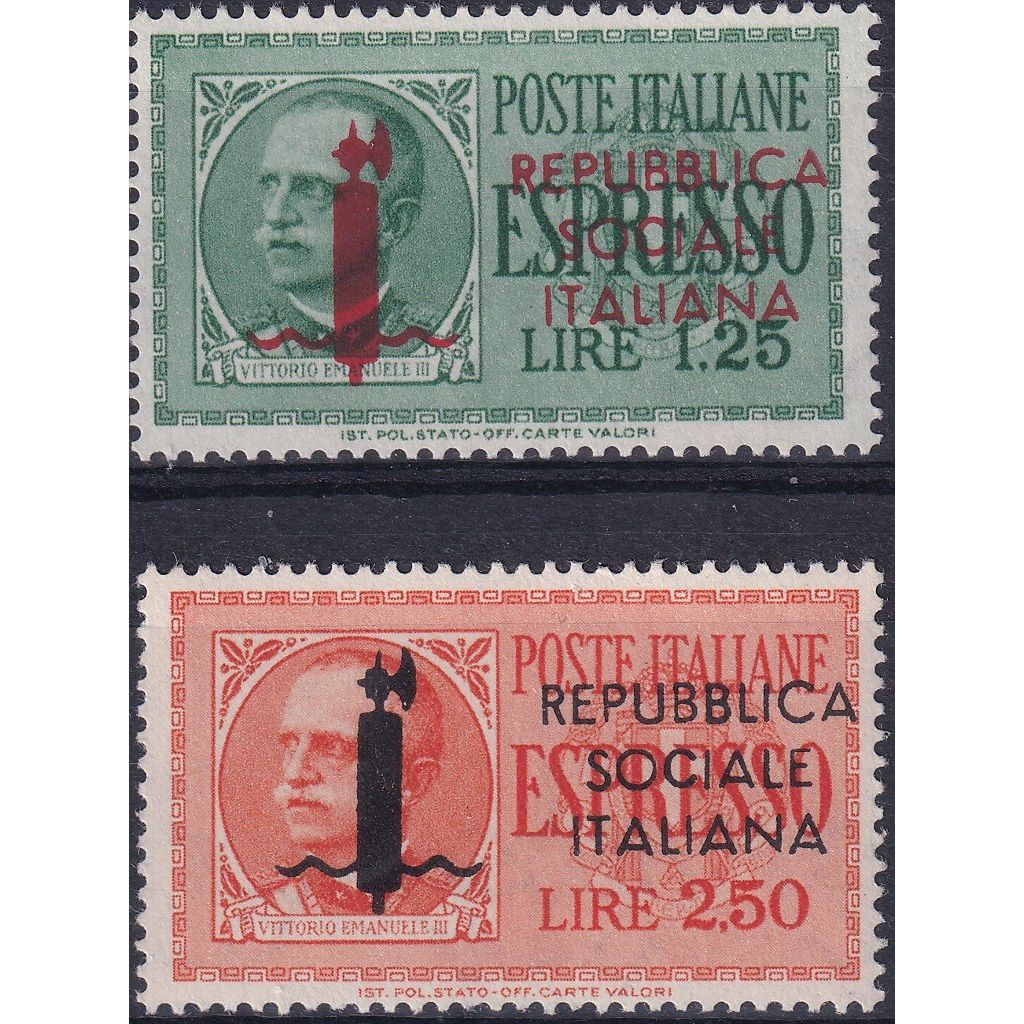 POSTE ITALIANE
REPUBBLICA
ESPRESSO
SOCIALE
ITALIANA
LIRE 1.25
VITTORIO EMANUELE III
IST. POL. STATO-OFF. CARTE VALORI
POSTE ITALIANE
REPUBBLICA
ESPRESSO
SOCIALE
ITALIANA
LIRE 2,50
VITTORIO EMANUELE III
IST. POL. STATO-OFF. CARTE VALORI